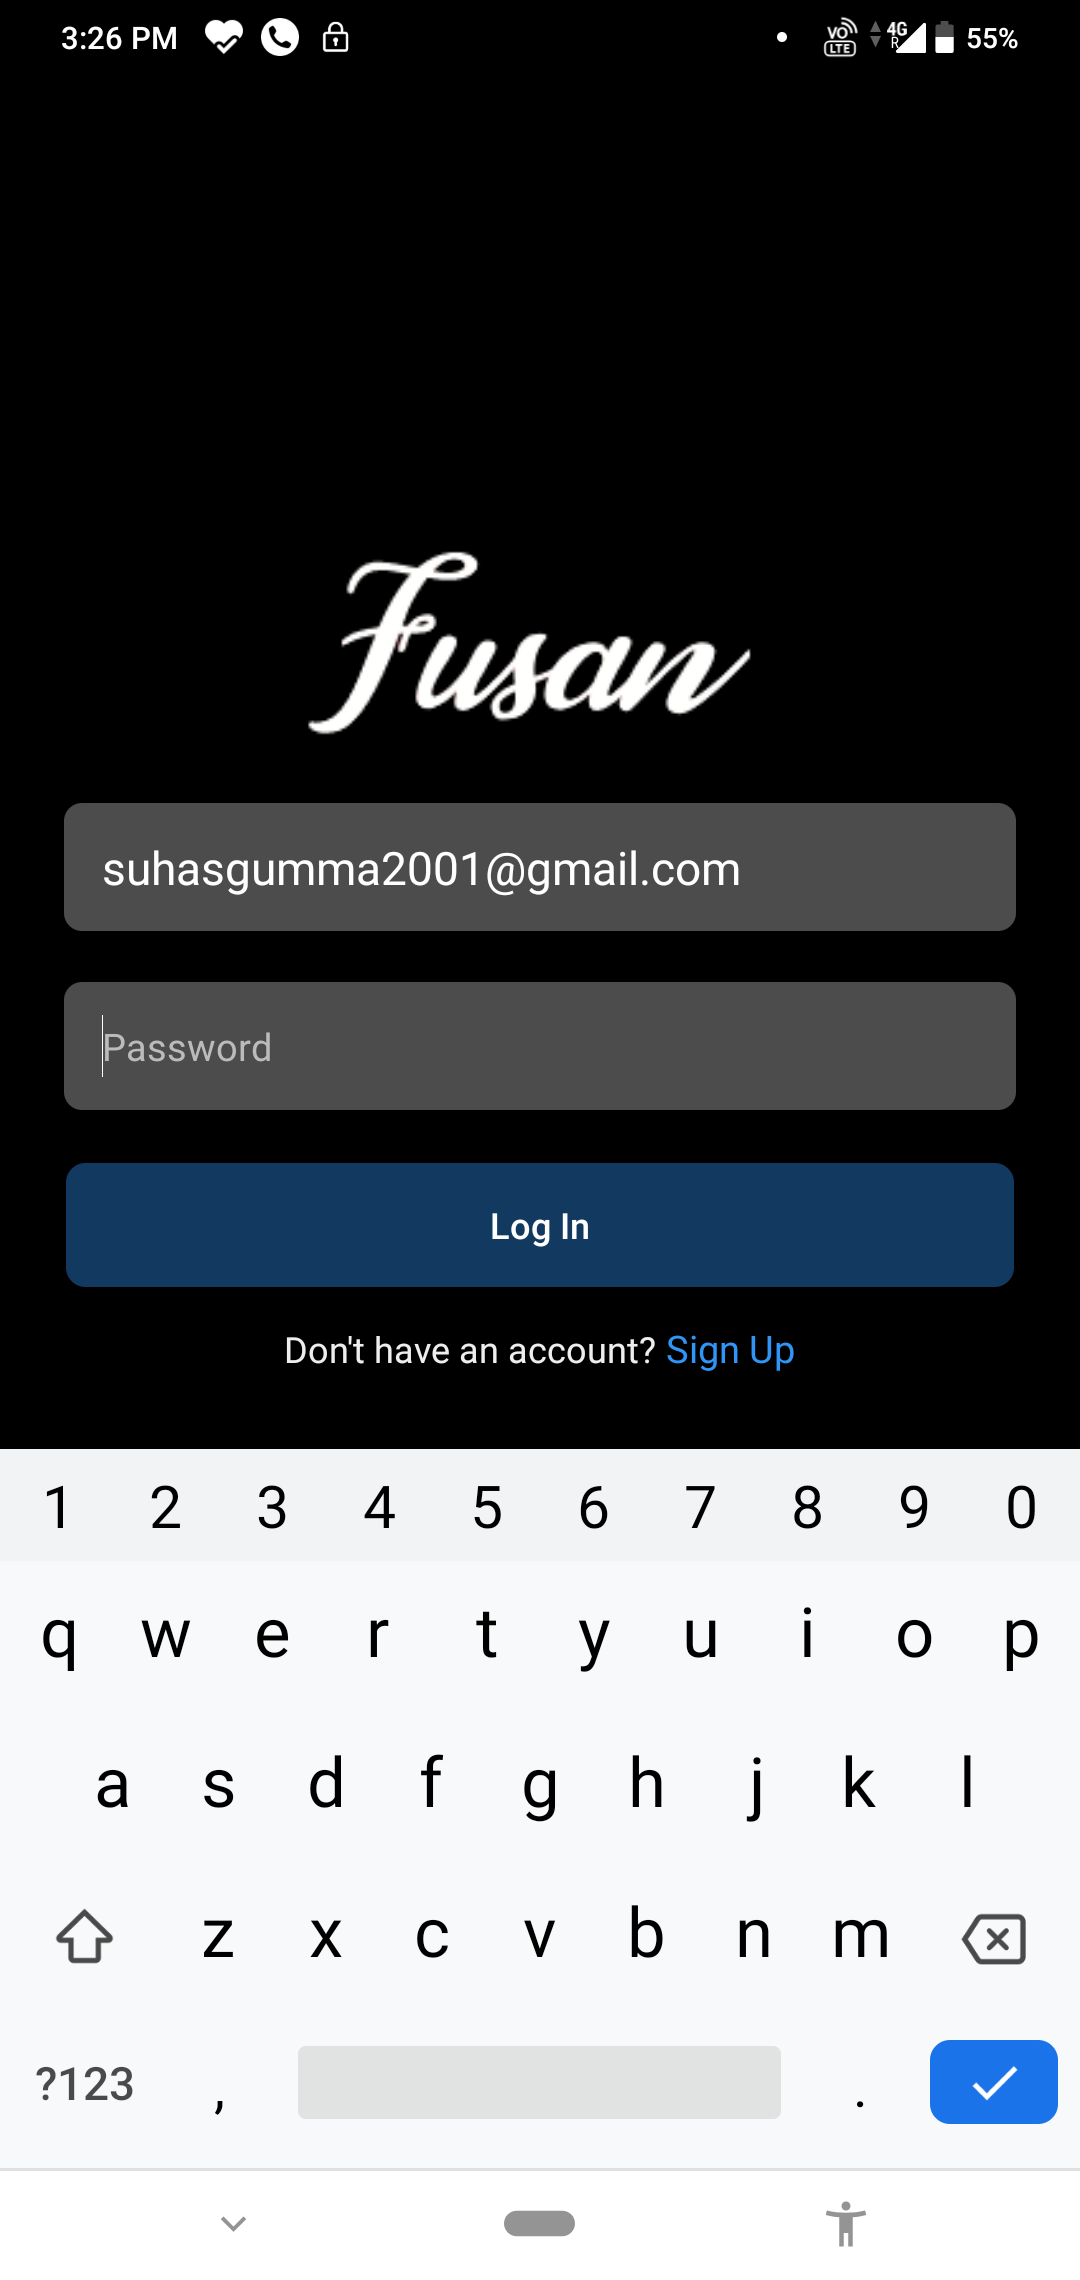 3:26 PM VO LTE 4G R 55%
Fusan
suhasgumma2001@gmail.com
Password
Log In
Don't have an account? Sign Up
1 2 3 4 5 6 7 8 9 0
q w e r t y u i o p
a s d f g h j k l
z x c v b n m
?123 , .